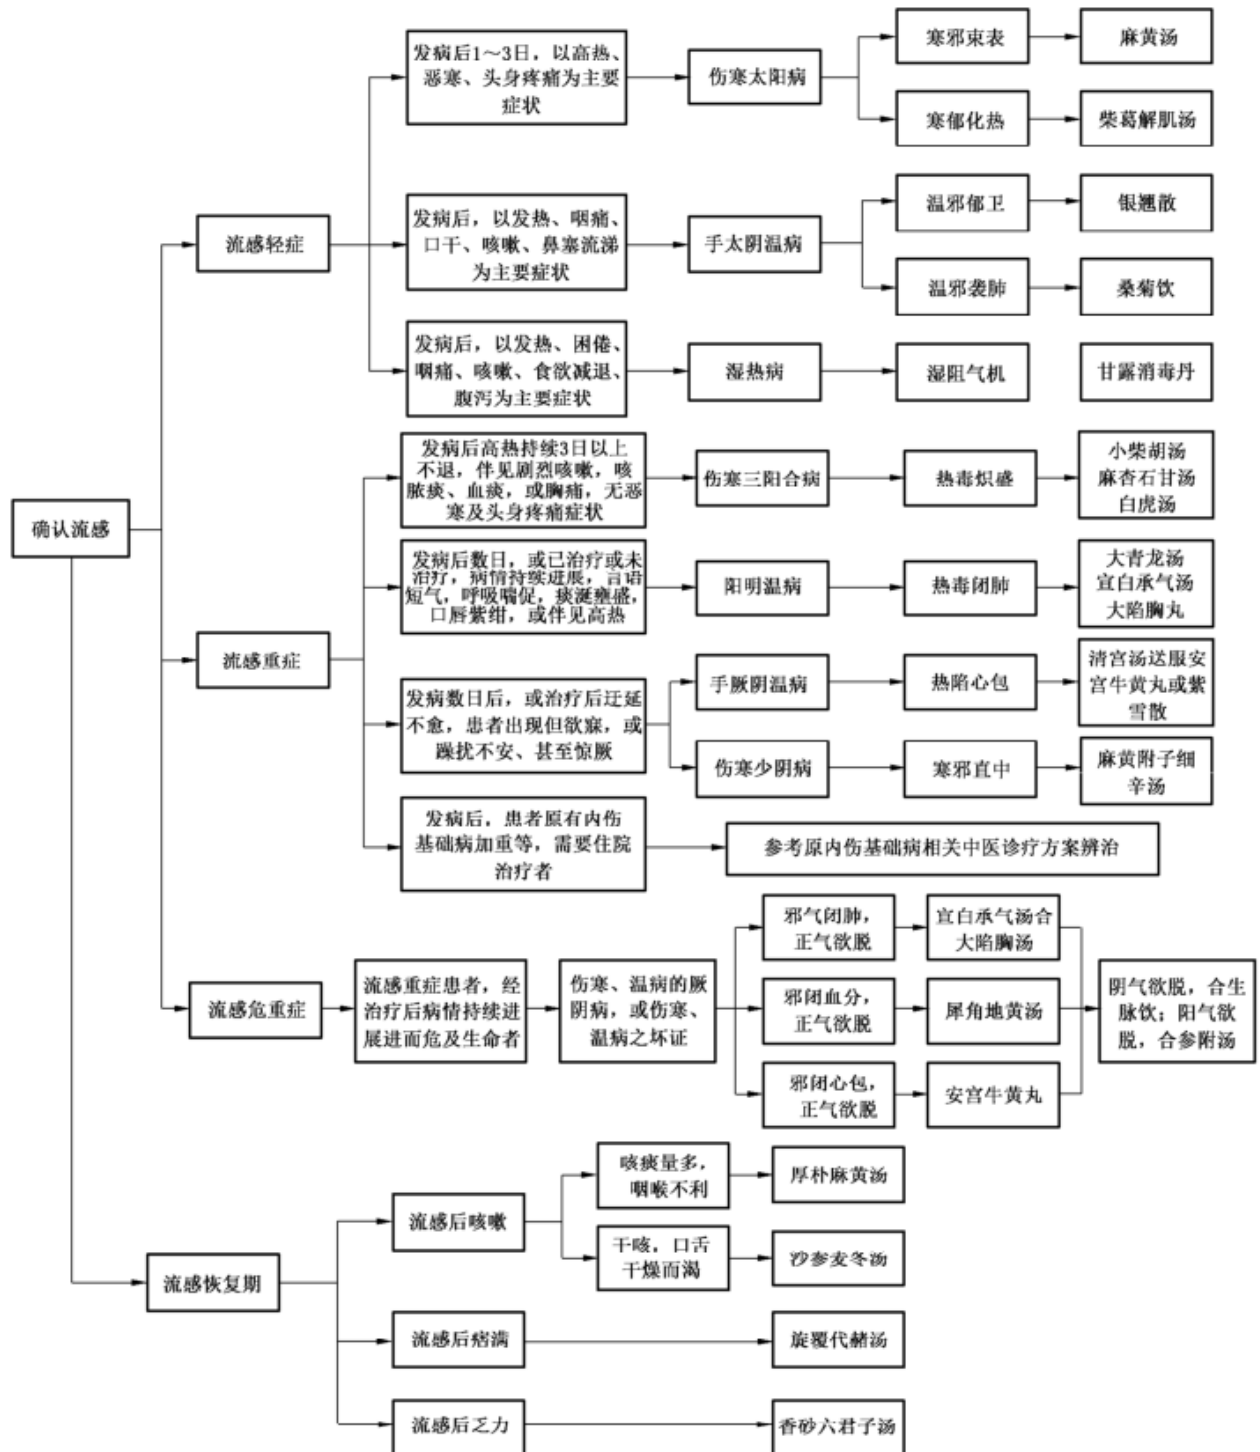 确认流感
流感轻症
发病后1～3日，以高热、
恶寒、头身疼痛为主要
症状
伤寒太阳病
寒邪束表
麻黄汤
寒郁化热
柴葛解肌汤
发病后，以发热、咽痛、
口干、咳嗽、鼻塞流涕
为主要症状
手太阴温病
温邪郁卫
银翘散
温邪袭肺
桑菊饮
发病后，以发热、困倦、
咽痛、咳嗽、食欲减退、
腹泻为主要症状
湿热病
湿阻气机
甘露消毒丹
流感重症
发病后高热持续3日以上
不退，伴见剧烈咳嗽，咳
脓痰、血痰，或胸痛，无恶
寒及头身疼痛症状
伤寒三阳合病
热毒炽盛
小柴胡汤
麻杏石甘汤
白虎汤
发病后数日，或已治疗或未
治疗，病情持续进展，言语
短气，呼吸喘促，痰涎壅盛，
口唇紫绀，或伴见高热
阳明温病
热毒闭肺
大青龙汤
宣白承气汤
大陷胸丸
发病数日后，或治疗后迁延
不愈，患者出现但欲寐，或
躁扰不安、甚至惊厥
手厥阴温病
热陷心包
清宫汤送服安
宫牛黄丸或紫
雪散
伤寒少阴病
寒邪直中
麻黄附子细
辛汤
发病后，患者原有内伤
基础病加重等，需要住院
治疗者
参考原内伤基础病相关中医诊疗方案辨治
流感危重症
流感重症患者，经
治疗后病情持续进
展进而危及生命者
伤寒、温病的厥
阴病，或伤寒、
温病之坏证
邪气闭肺，
正气欲脱
宣白承气汤合
大陷胸汤
邪闭血分，
正气欲脱
犀角地黄汤
邪闭心包，
正气欲脱
安宫牛黄丸
阴气欲脱，合生
脉饮；阳气欲
脱，合参附汤
流感恢复期
流感后咳嗽
咳痰量多，
咽喉不利
厚朴麻黄汤
干咳，口舌
干燥而渴
沙参麦冬汤
流感后痞满
旋覆代赭汤
流感后乏力
香砂六君子汤